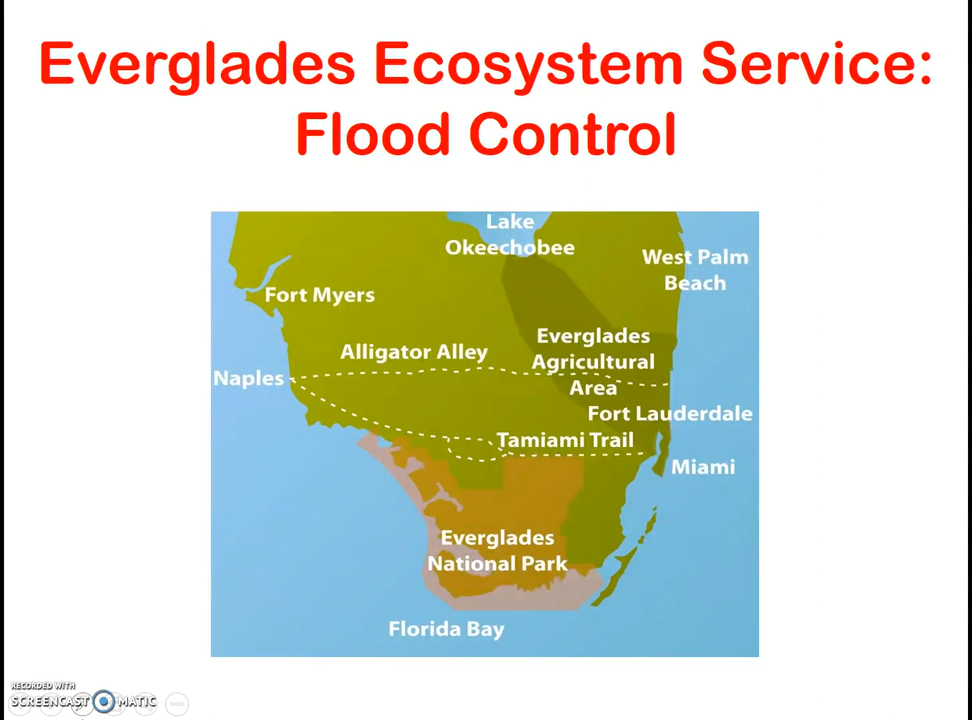 Everglades Ecosystem Service:
Flood Control
Lake
Okeechobee
West Palm
Beach
Fort Myers
Everglades
Agricultural
Area
Alligator Alley
Naples
Fort Lauderdale
Tamiami Trail
Miami
Everglades
National Park
Florida Bay
RECORDED WITH
SCREENCAST MATIC